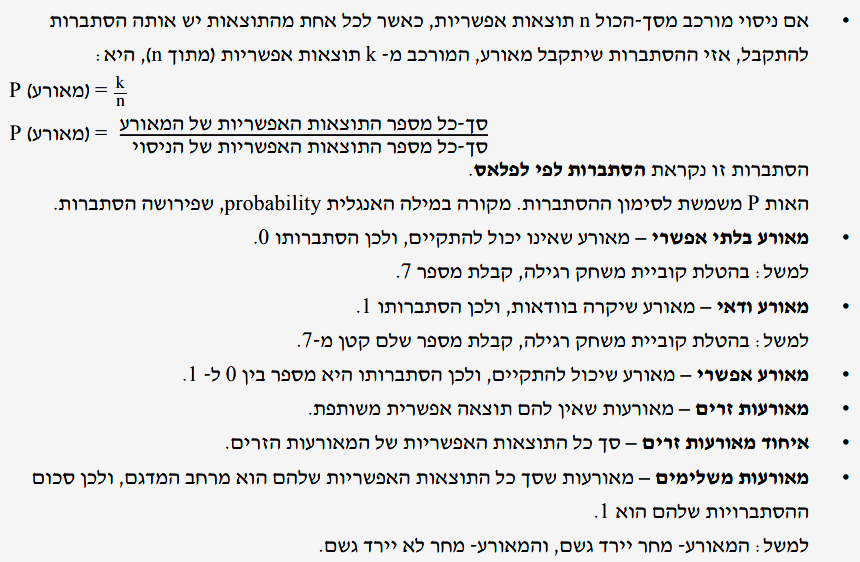 • אם ניסוי מורכב מסך-הכול n תוצאות אפשריות, כאשר לכל אחת מהתוצאות יש אותה הסתברות
להתקבל, אזי ההסתברות שיתקבל מאורע, המורכב מ- k תוצאות אפשריות (מתוך n), היא:
P (מאורע) = k/n
P (מאורע) = סך-כל מספר התוצאות האפשריות של המאורע / סך-כל מספר התוצאות האפשריות של הניסוי
הסתברות זו נקראת הסתברות לפי לפלאס.
האות P משמשת לסימון ההסתברות. מקורה במילה האנגלית probability, שפירושה הסתברות.
• מאורע בלתי אפשרי – מאורע שאינו יכול להתקיים, ולכן הסתברותו 0.
למשל: בהטלת קוביית משחק רגילה, קבלת מספר 7.
• מאורע ודאי – מאורע שיקרה בוודאות, ולכן הסתברותו 1.
למשל: בהטלת קוביית משחק רגילה, קבלת מספר שלם קטן מ-7.
• מאורע אפשרי – מאורע שיכול להתקיים, ולכן הסתברותו היא מספר בין 0 ל- 1.
• מאורעות זרים – מאורעות שאין להם תוצאה אפשרית משותפת.
• איחוד מאורעות זרים – סך כל התוצאות האפשריות של המאורעות הזרים.
• מאורעות משלימים – מאורעות שסך כל התוצאות האפשריות שלהם הוא מרחב המדגם, ולכן סכום
ההסתברויות שלהם הוא 1.
למשל: המאורע- מחר יירד גשם, והמאורע- מחר לא יירד גשם.